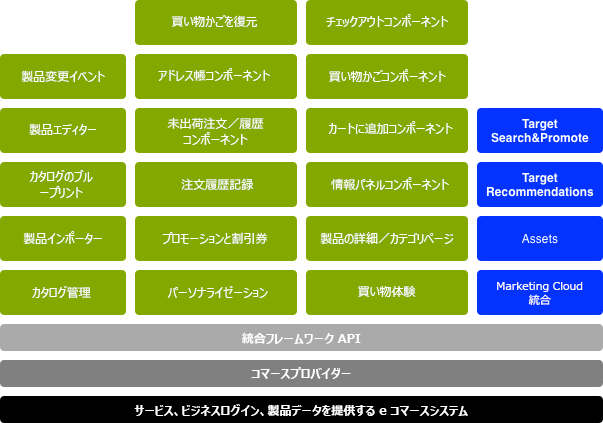 買い物かごを復元
チェックアウトコンポーネント
製品変更イベント
アドレス帳コンポーネント
買い物かごコンポーネント
製品エディター
未出荷注文／履歴
コンポーネント
カートに追加コンポーネント
Target
Search&Promote
カタログのブル
ープリント
注文履歴記録
情報パネルコンポーネント
Target
Recommendations
製品インポーター
プロモーションと割引券
製品の詳細／カテゴリページ
Assets
カタログ管理
パーソナライゼーション
買い物体験
Marketing Cloud
統合
統合フレームワーク API
コマースプロバイダー
サービス、ビジネスログイン、製品データを提供する e コマースシステム